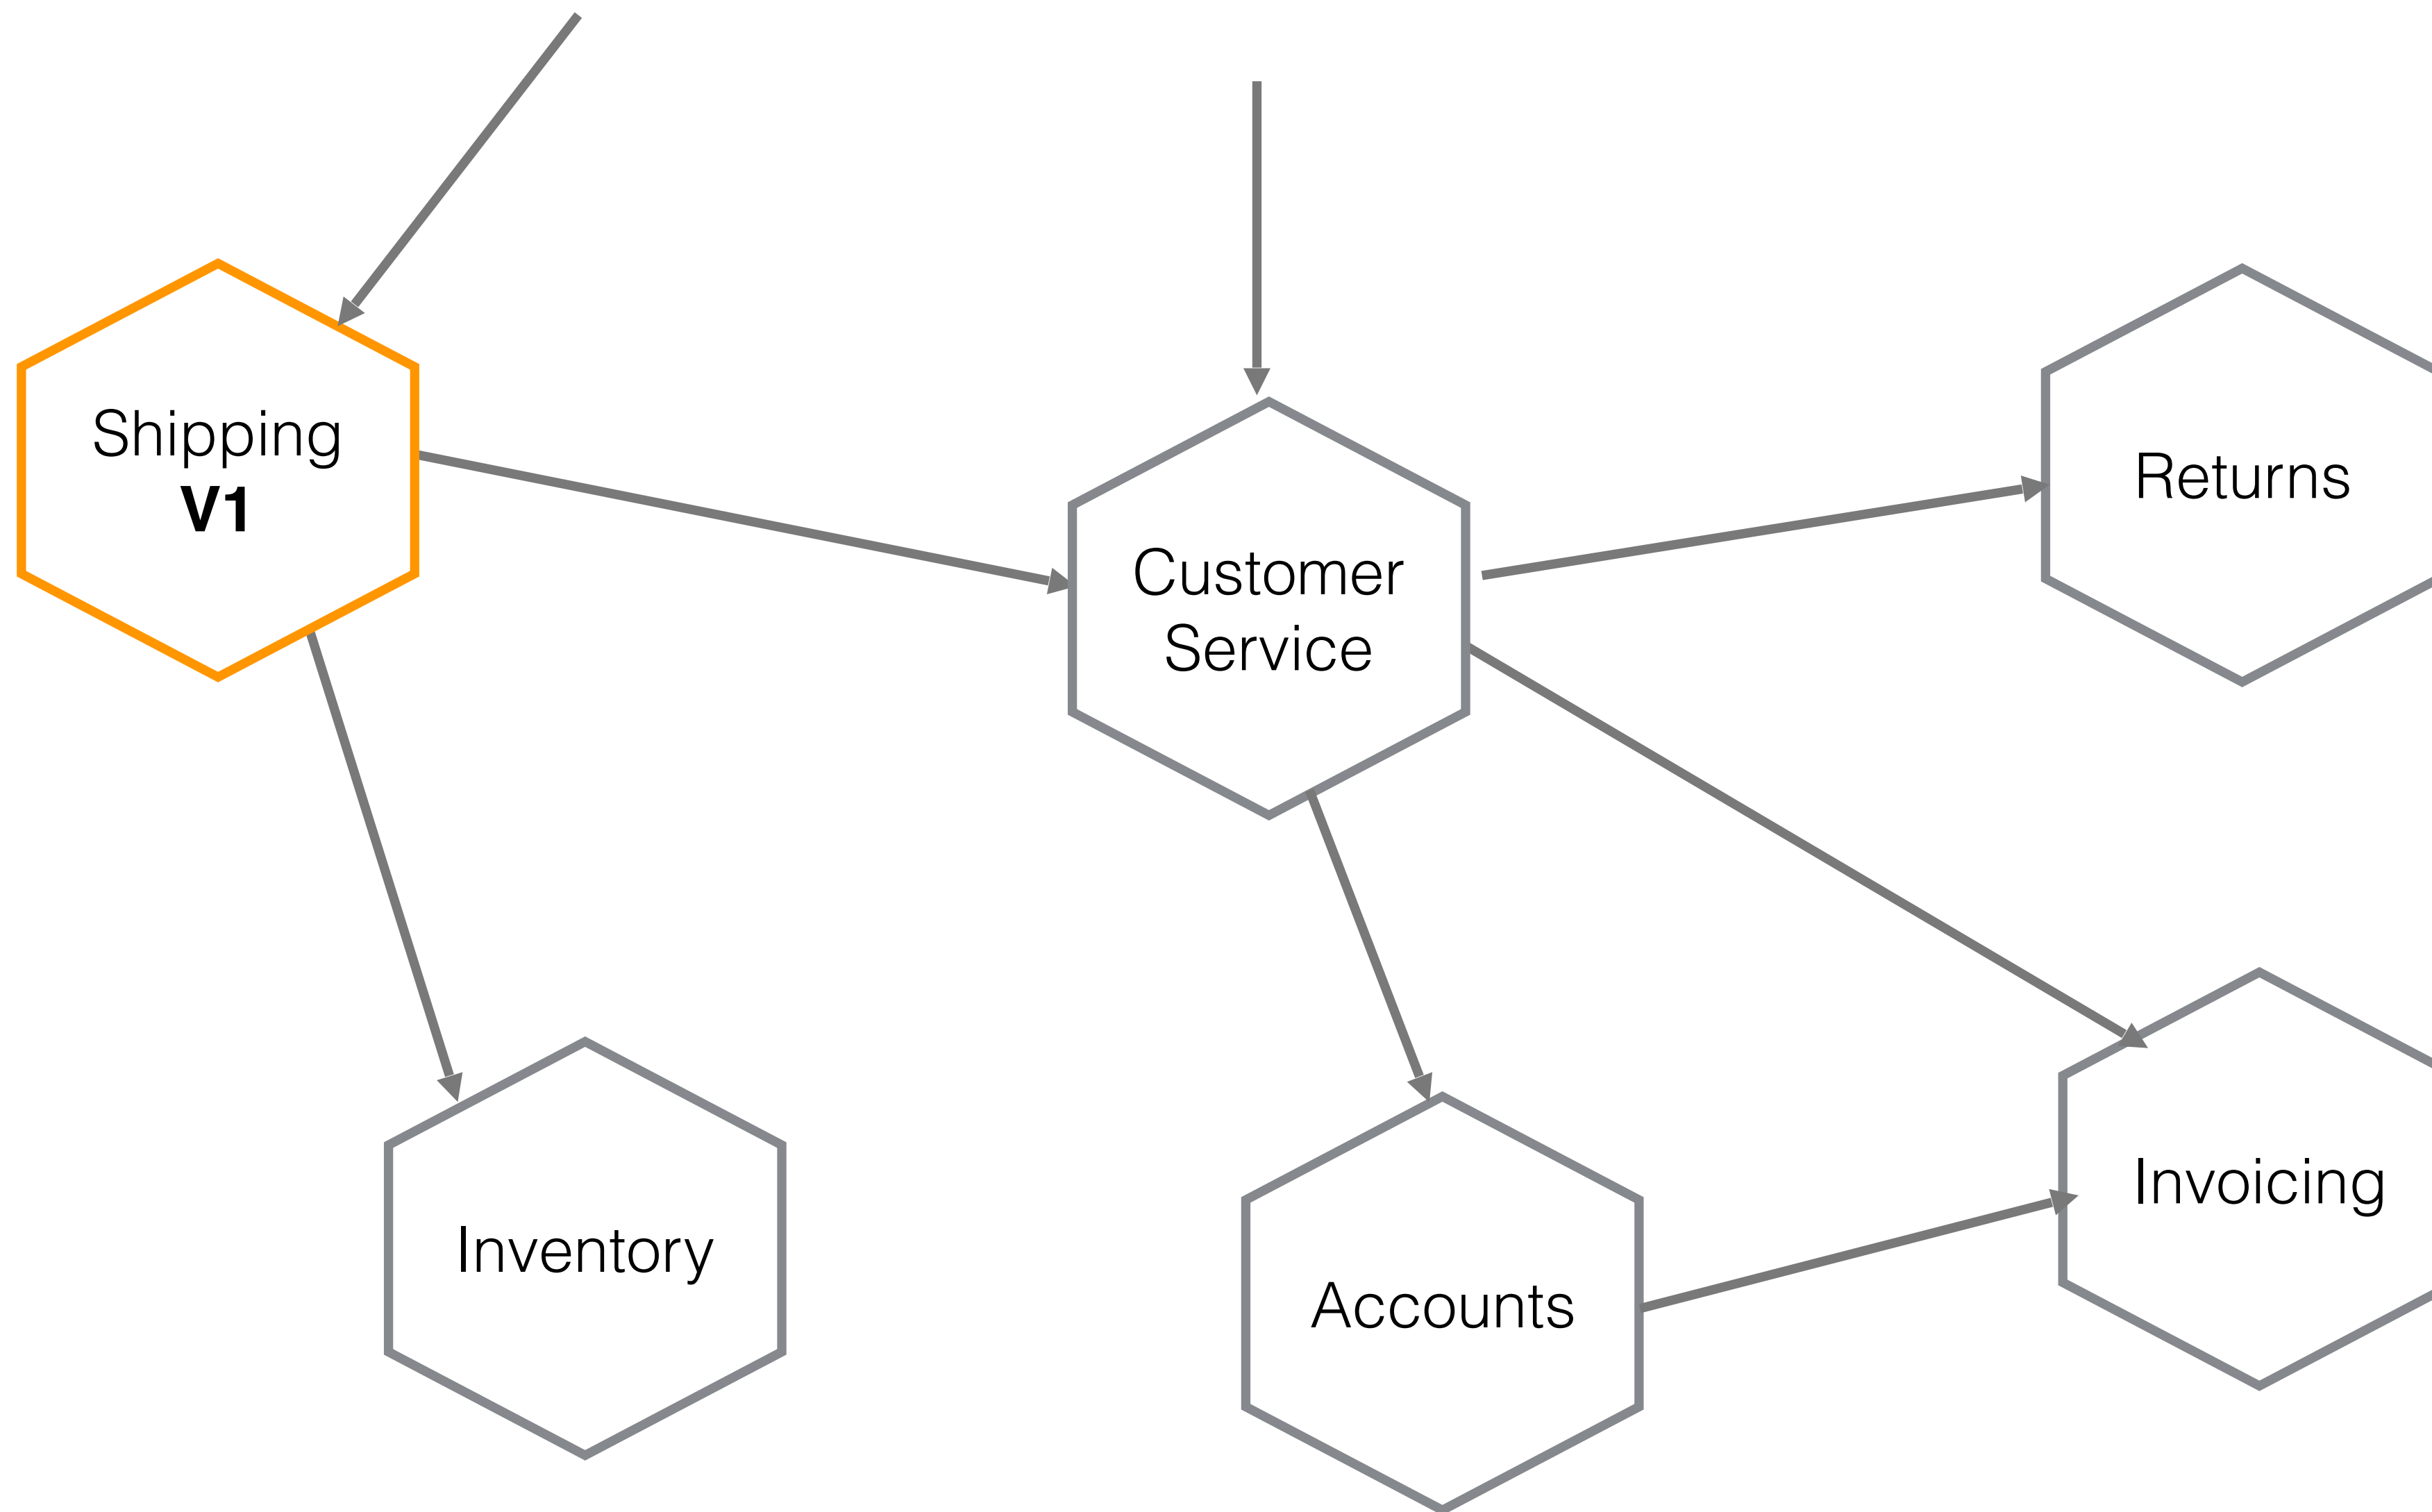 Shipping
V1
Customer
Service
Returns
Inventory
Accounts
Invoicing